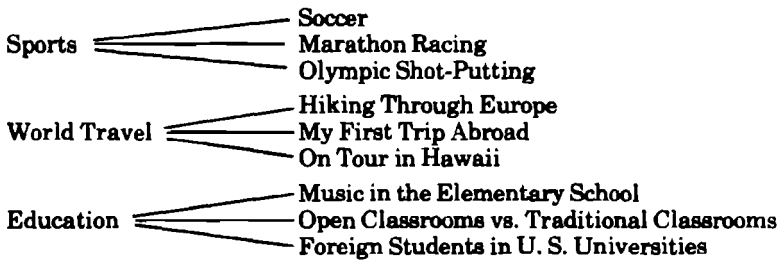 Soccer
Sports Marathon Racing
Olympic Shot-Putting
Hiking Through Europe
World Travel My First Trip Abroad
On Tour in Hawaii
Music in the Elementary School
Education Open Classrooms vs. Traditional Classrooms
Foreign Students in U. S. Universities